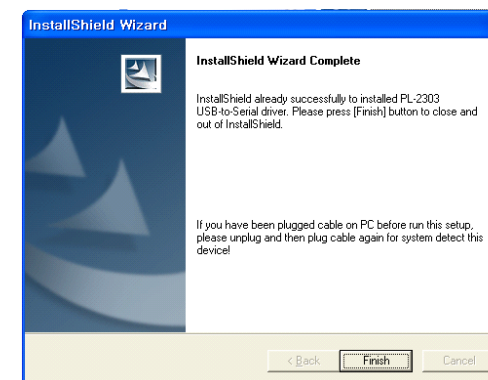 InstallShield Wizard
InstallShield Wizard Complete
InstallShield already successfully to installed PL-2303
USB-to-Serial driver. Please press [Finish] button to close and
out of InstallShield.
If you have been plugged cable on PC before run this setup,
please unplug and then plug cable again for system detect this
device!
< Back
Finish
Cancel